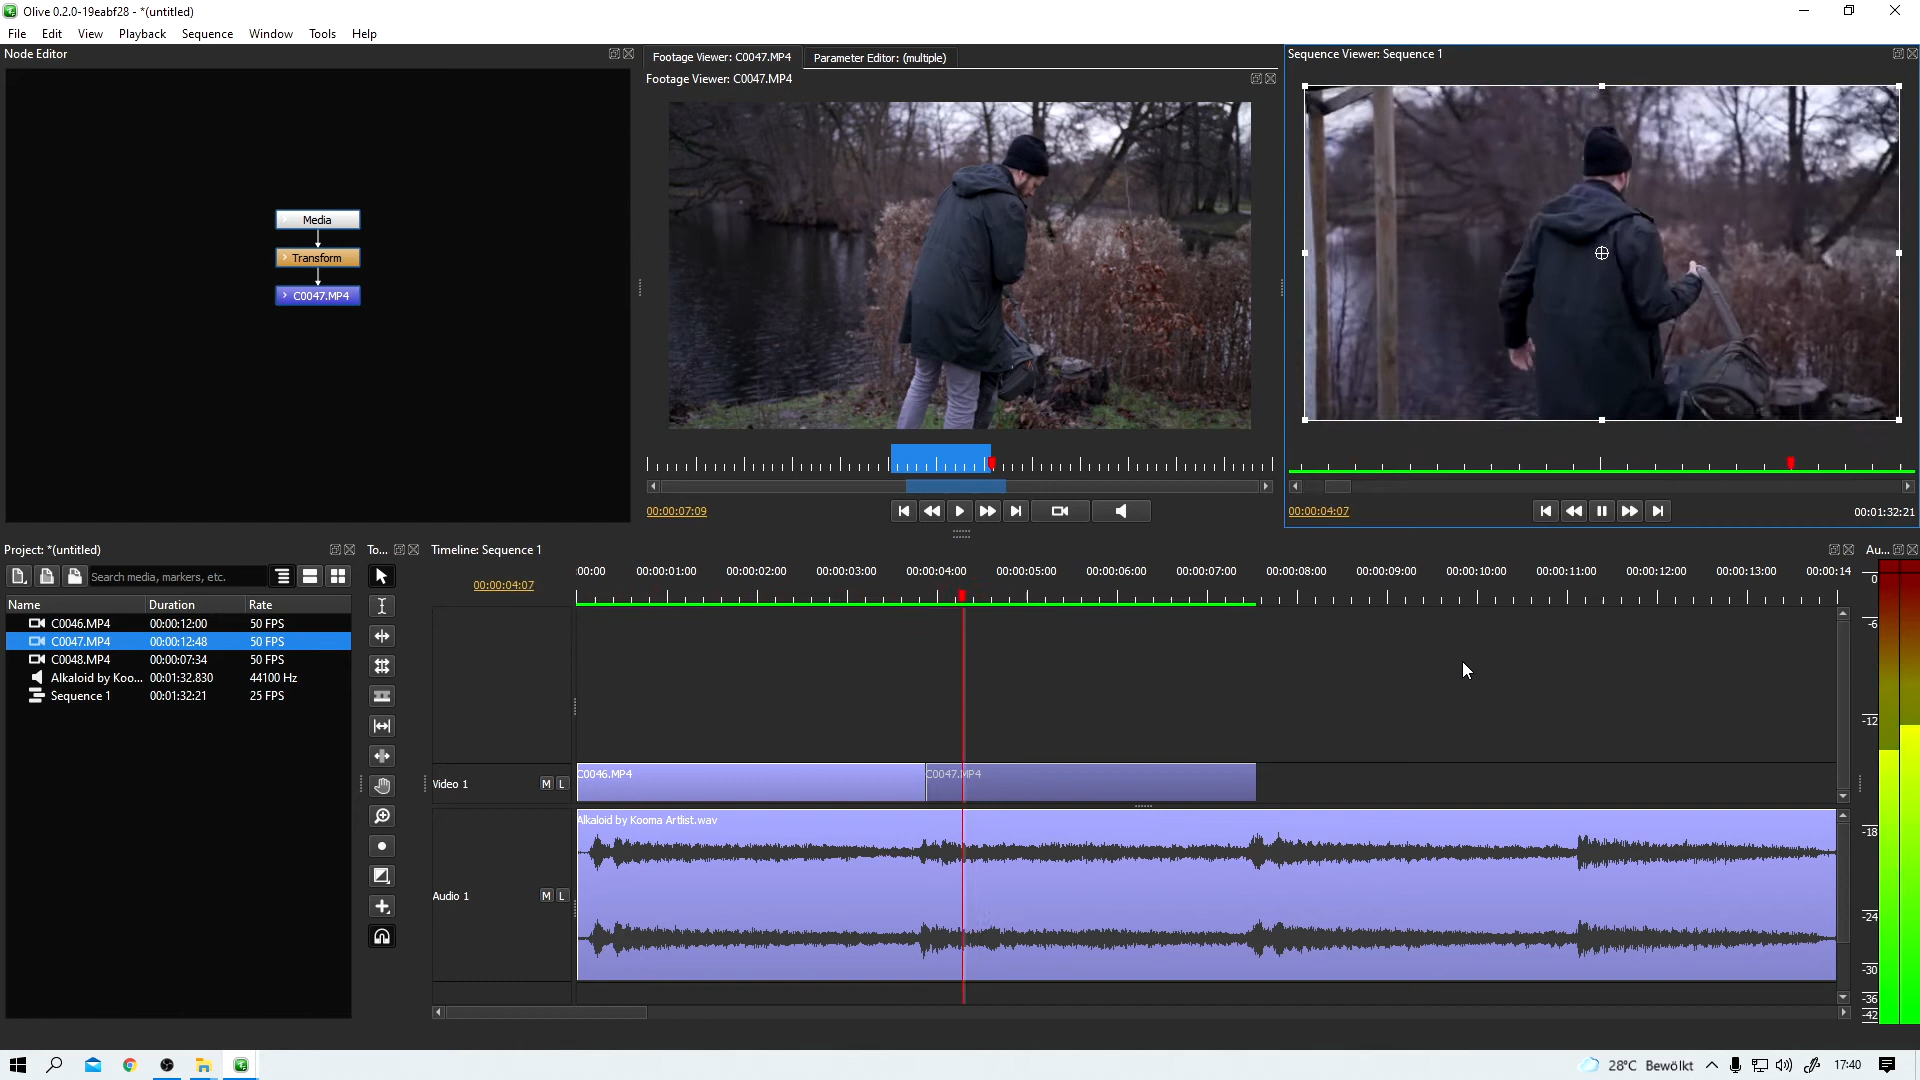 Olive 0.2.0-19eabf28 - *(untitled)
File Edit View Playback Sequence Window Tools Help
Node Editor
Media
Transform
C0047.MP4
Footage Viewer: C0047.MP4 Parameter Editor: (multiple)
Footage Viewer: C0047.MP4
00:00:07:09
Sequence Viewer: Sequence 1
00:00:04:07
00:01:32:21
Project: *(untitled)
Search media, markers, etc.
Name Duration Rate
C0046.MP4 00:00:12:00 50 FPS
C0047.MP4 00:00:12:48 50 FPS
C0048.MP4 00:00:07:34 50 FPS
Alkaloid by Koo... 00:01:32.830 44100 Hz
Sequence 1 00:01:32:21 25 FPS
To...
Timeline: Sequence 1
00:00:04:07
:00:00 00:00:01:00 00:00:02:00 00:00:03:00 00:00:04:00 00:00:05:00 00:00:06:00 00:00:07:00 00:00:08:00 00:00:09:00 00:00:10:00 00:00:11:00 00:00:12:00 00:00:13:00 00:00:14
Video 1 M L
C0046.MP4 C0047.MP4
Audio 1 M L
Alkaloid by Kooma Artlist.wav
Au...
0
-6
-12
-18
-24
-30
-36
-42
28°C Bewölkt 17:40